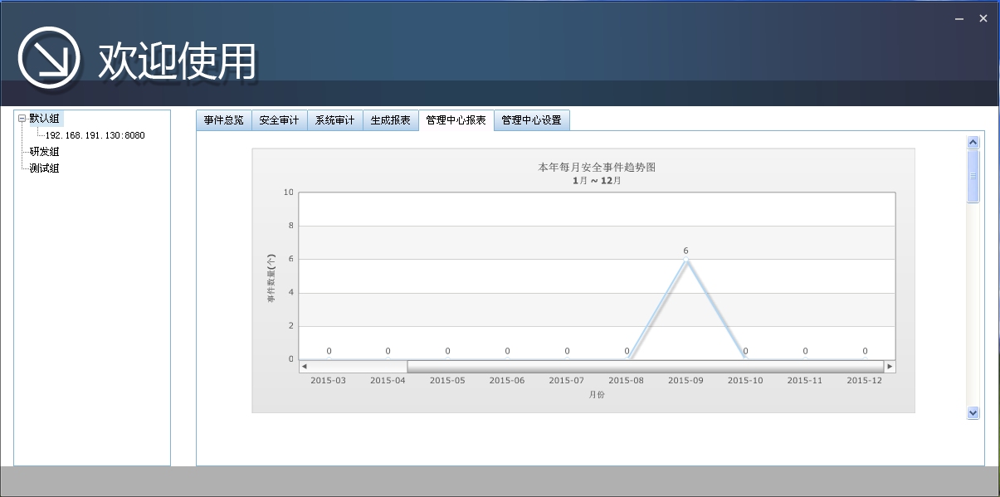 欢迎使用
默认组
192.168.191.130:8080
研发组
测试组
事件总览 安全审计 系统审计 生成报表 管理中心报表 管理中心设置
本年每月安全事件趋势图
1月 ~ 12月
事件数量(个)
10
8
6
4
2
0
0 0 0 0 0 0 6 0 0 0
2015-03 2015-04 2015-05 2015-06 2015-07 2015-08 2015-09 2015-10 2015-11 2015-12
月份